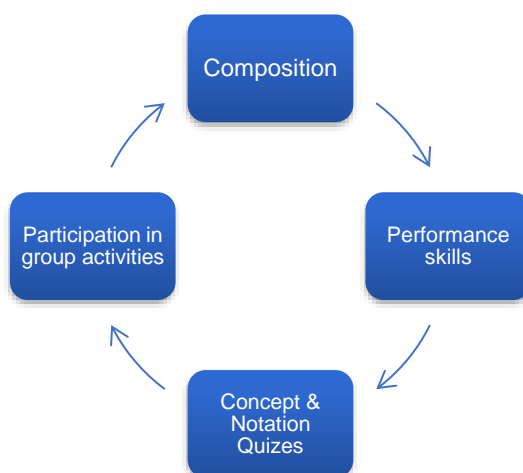 Composition
Performance
skills
Concept &
Notation
Quizes
Participation in
group activities